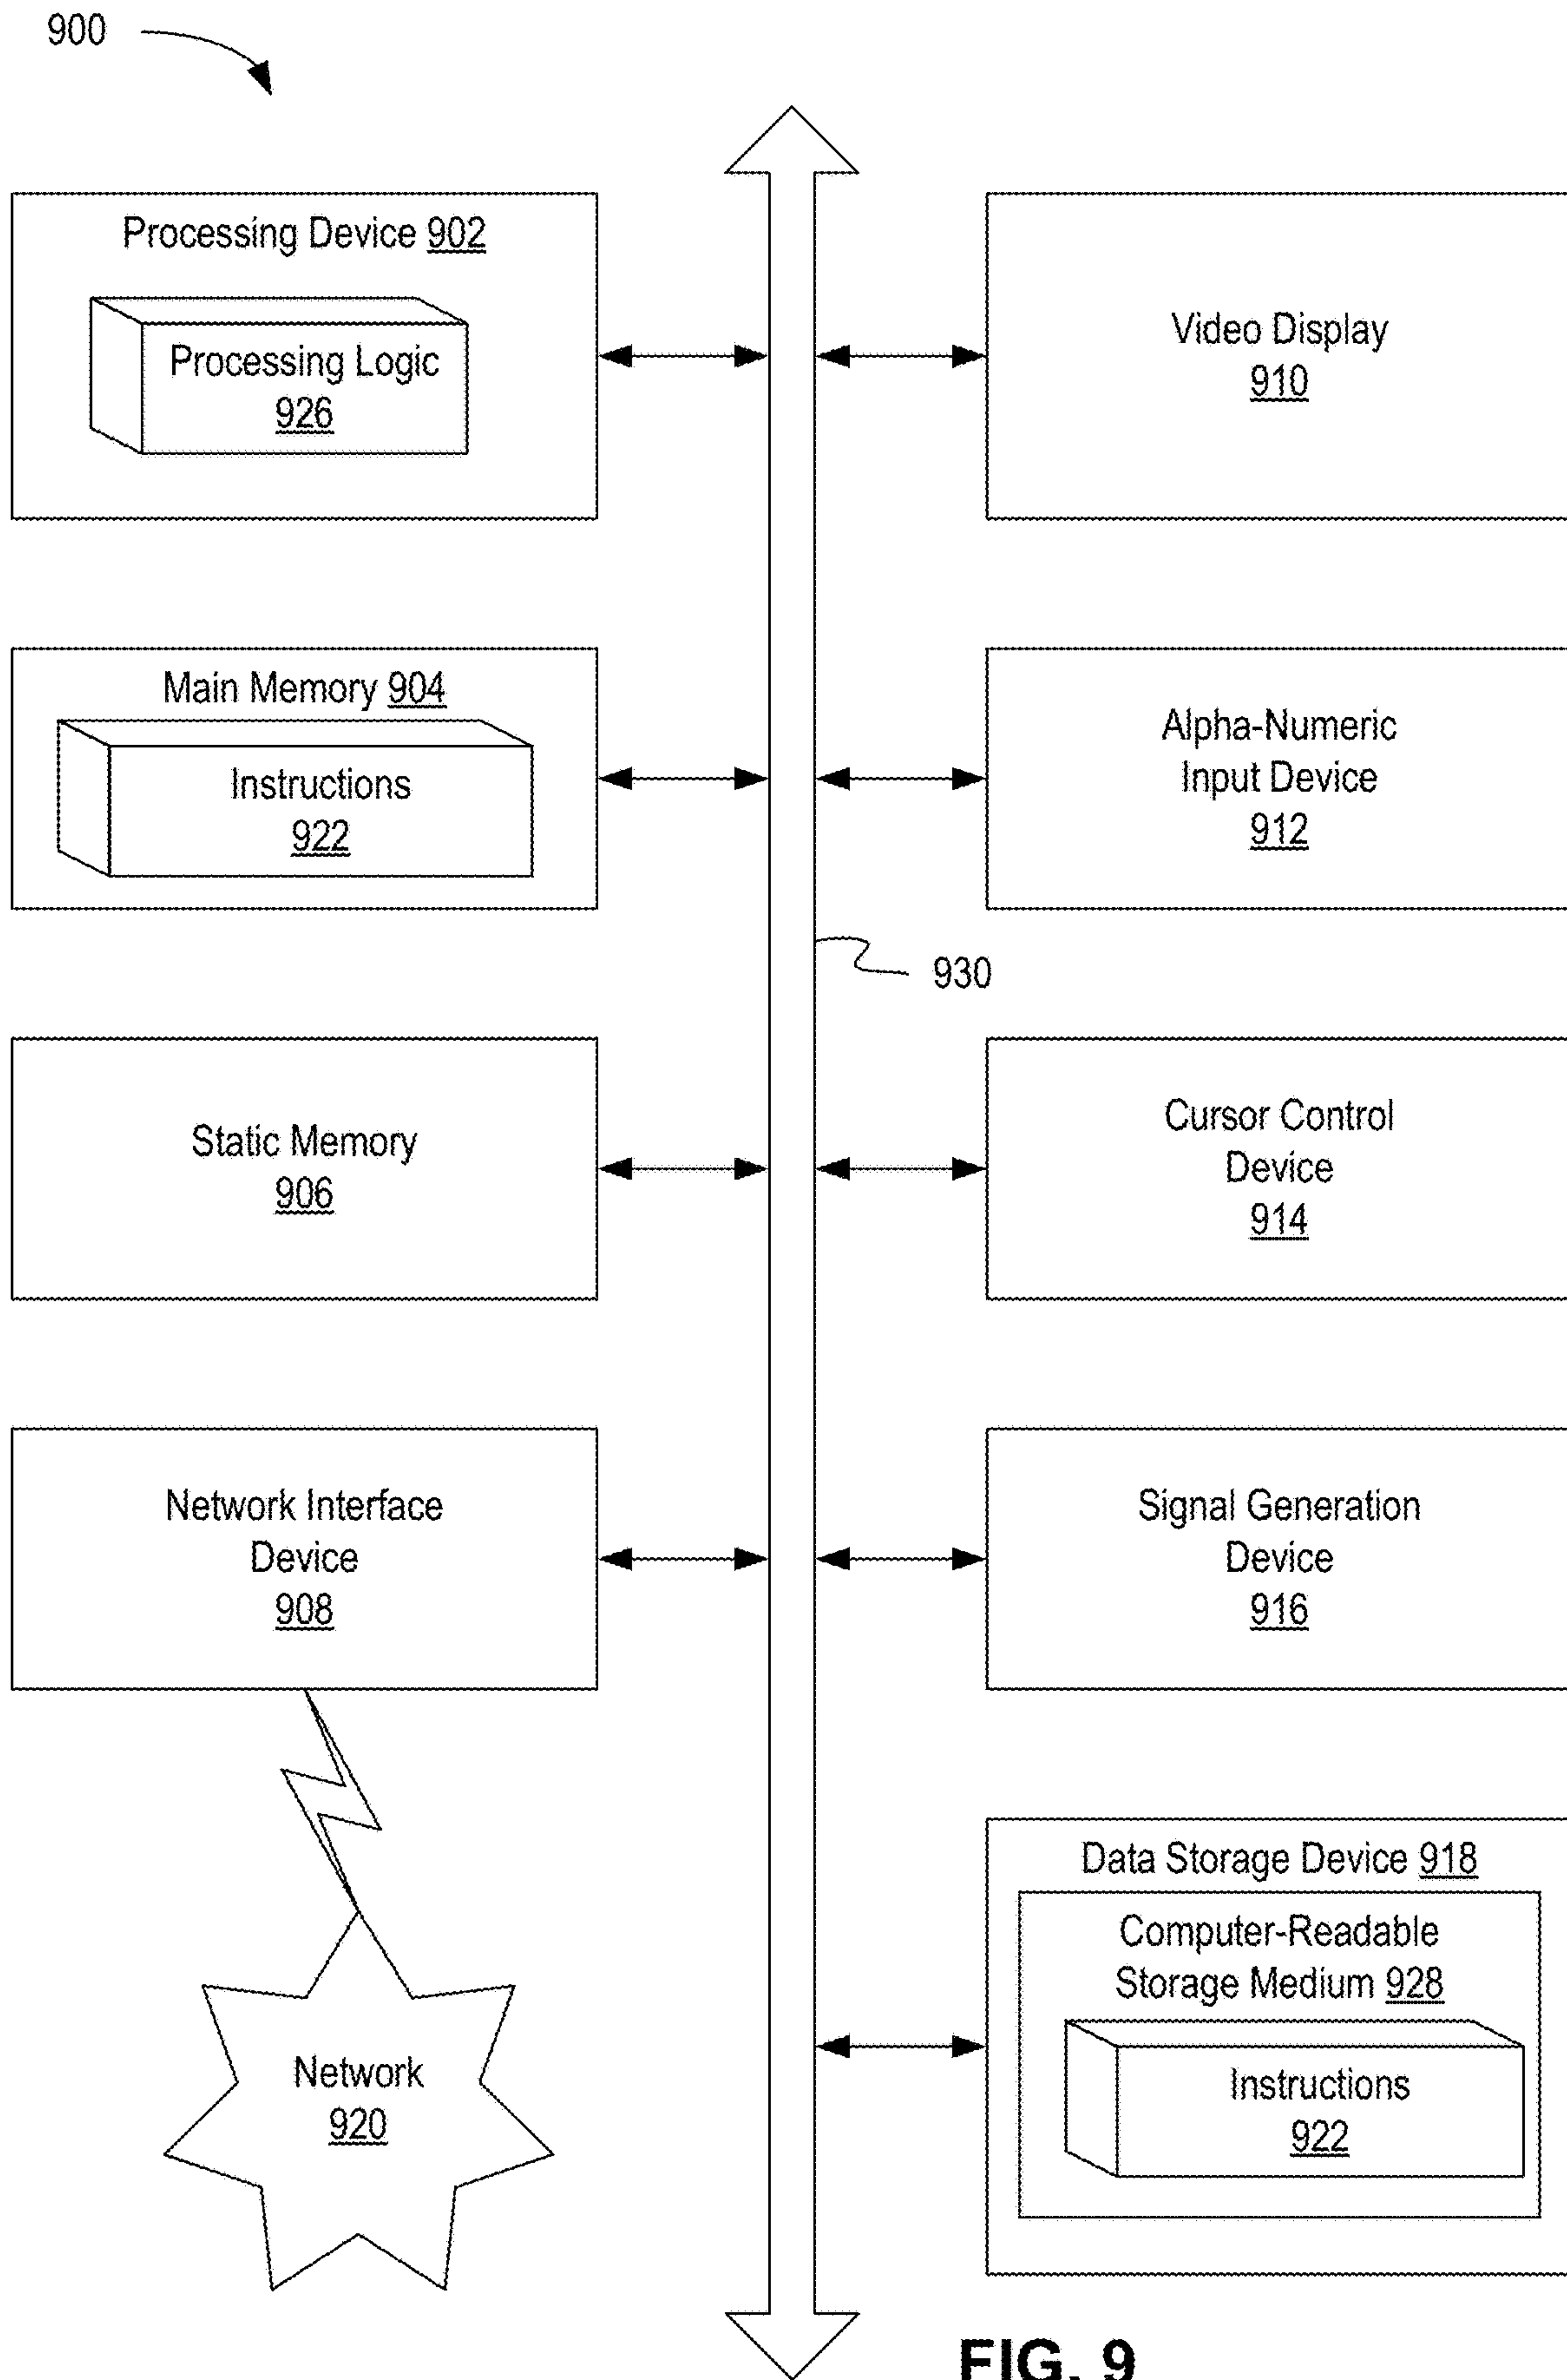 900
Processing Device 902
Processing Logic
926
Video Display
910
Main Memory 904
Instructions
922
Alpha-Numeric
Input Device
912
930
Static Memory
906
Cursor Control
Device
914
Network Interface
Device
908
Signal Generation
Device
916
Data Storage Device 918
Computer-Readable
Storage Medium 928
Instructions
922
Network
920
FIG. 9